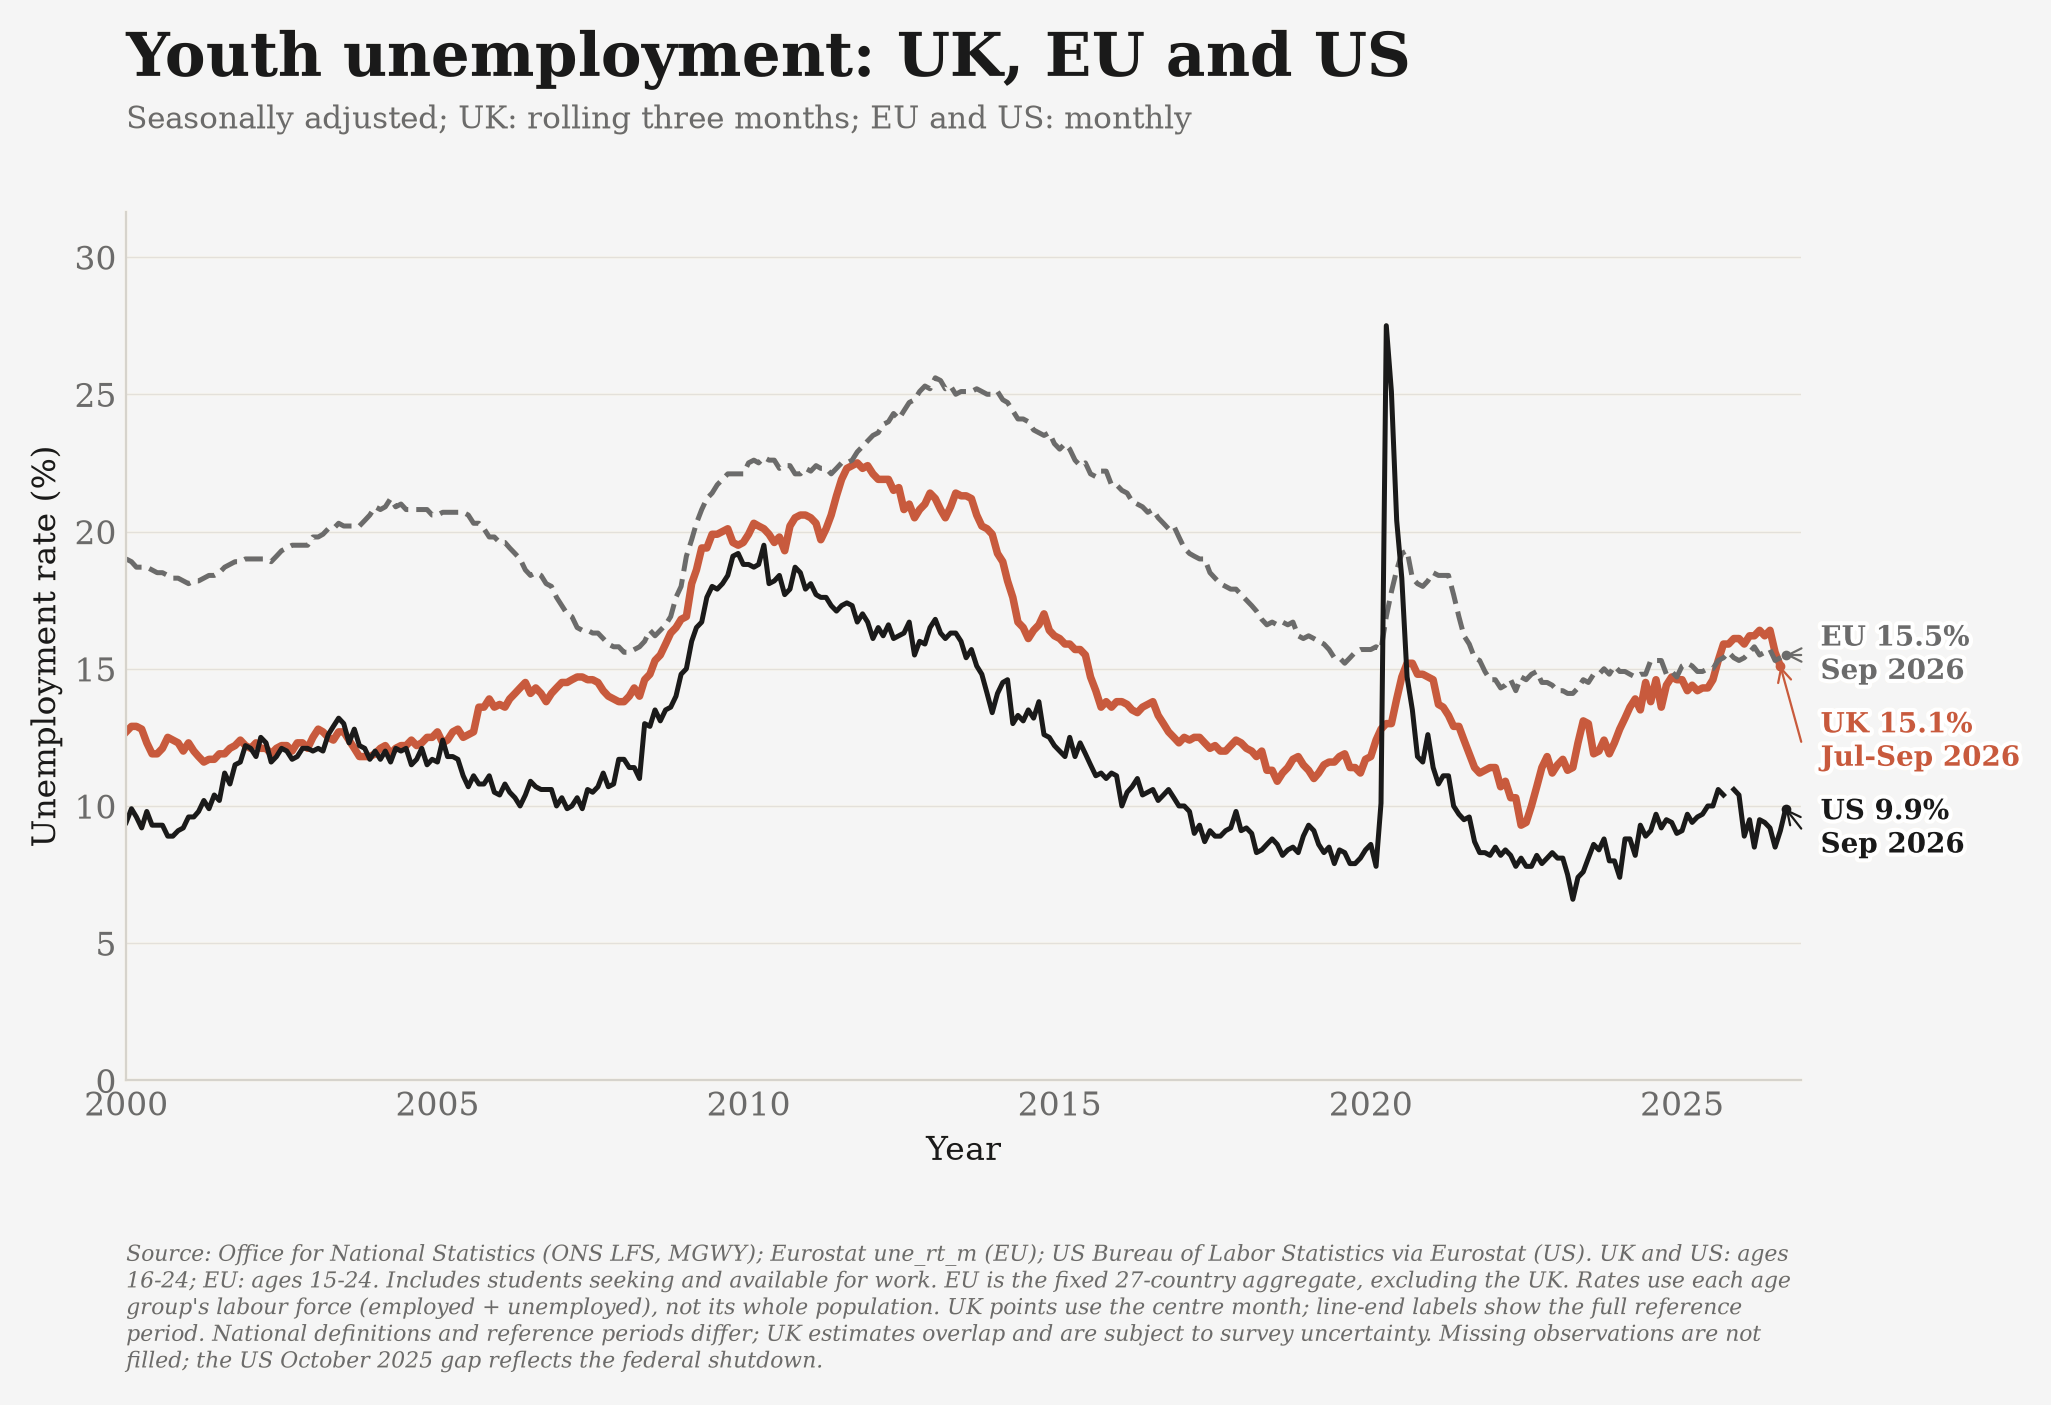 Youth unemployment: UK, EU and US
Seasonally adjusted; UK: rolling three months; EU and US: monthly
Unemployment rate (%)
30
25
20
15
10
5
0
EU 15.5%
Sep 2026
UK 15.1%
Jul-Sep 2026
US 9.9%
Sep 2026
2000 2005 2010 2015 2020 2025
Year
Source: Office for National Statistics (ONS LFS, MGWY); Eurostat une_rt_m (EU); US Bureau of Labor Statistics via Eurostat (US). UK and US: ages
16-24; EU: ages 15-24. Includes students seeking and available for work. EU is the fixed 27-country aggregate, excluding the UK. Rates use each age
group's labour force (employed + unemployed), not its whole population. UK points use the centre month; line-end labels show the full reference
period. National definitions and reference periods differ; UK estimates overlap and are subject to survey uncertainty. Missing observations are not
filled; the US October 2025 gap reflects the federal shutdown.